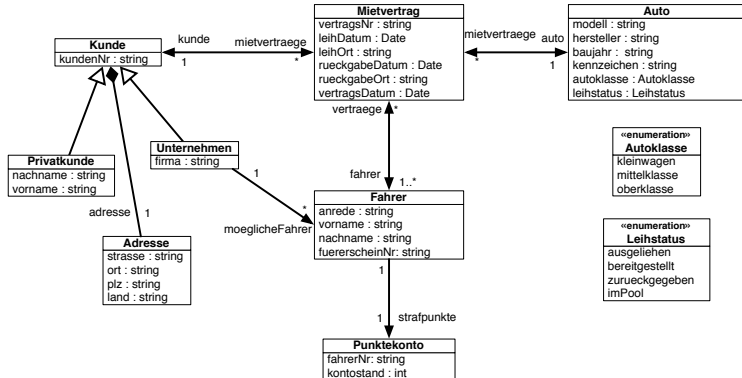 Mietvertrag
vertragsNr : string
leihDatum : Date
leihOrt : string
rueckgabeDatum : Date
rueckgabeOrt : string
vertragsDatum : Date
Auto
modell : string
hersteller : string
baujahr : string
kennzeichen : string
autoklasse : Autoklasse
leihstatus : Leihstatus
Kunde
kundenNr : string
kunde
1
mietvertraege
*
mietvertraege
*
auto
1
vertraege
*
fahrer
1..*
Privatkunde
nachname : string
vorname : string
Unternehmen
firma : string
1
*
moeglicheFahrer
adresse
1
Adresse
strasse : string
ort : string
plz : string
land : string
Fahrer
anrede : string
vorname : string
nachname : string
fuererscheinNr: string
1
1
strafpunkte
Punktekonto
fahrerNr: string
kontostand : int
«enumeration»
Autoklasse
kleinwagen
mittelklasse
oberklasse
«enumeration»
Leihstatus
ausgeliehen
bereitgestellt
zurueckgegeben
imPool